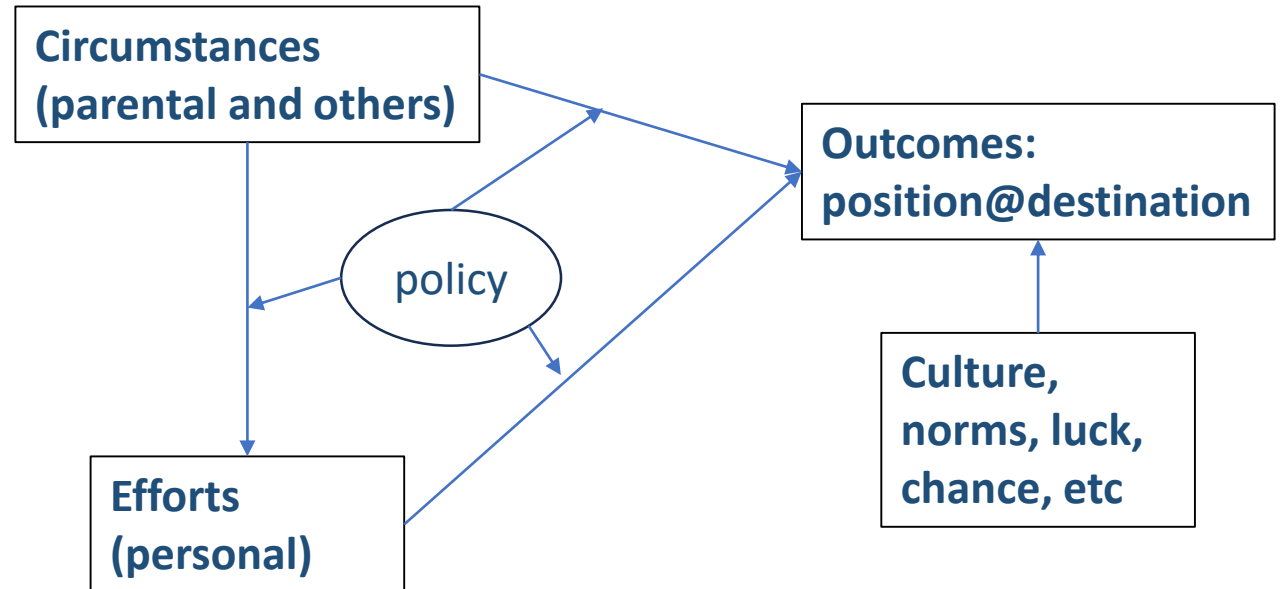 Circumstances
(parental and others)
Outcomes:
position@destination
policy
Culture,
norms, luck,
chance, etc
Efforts
(personal)